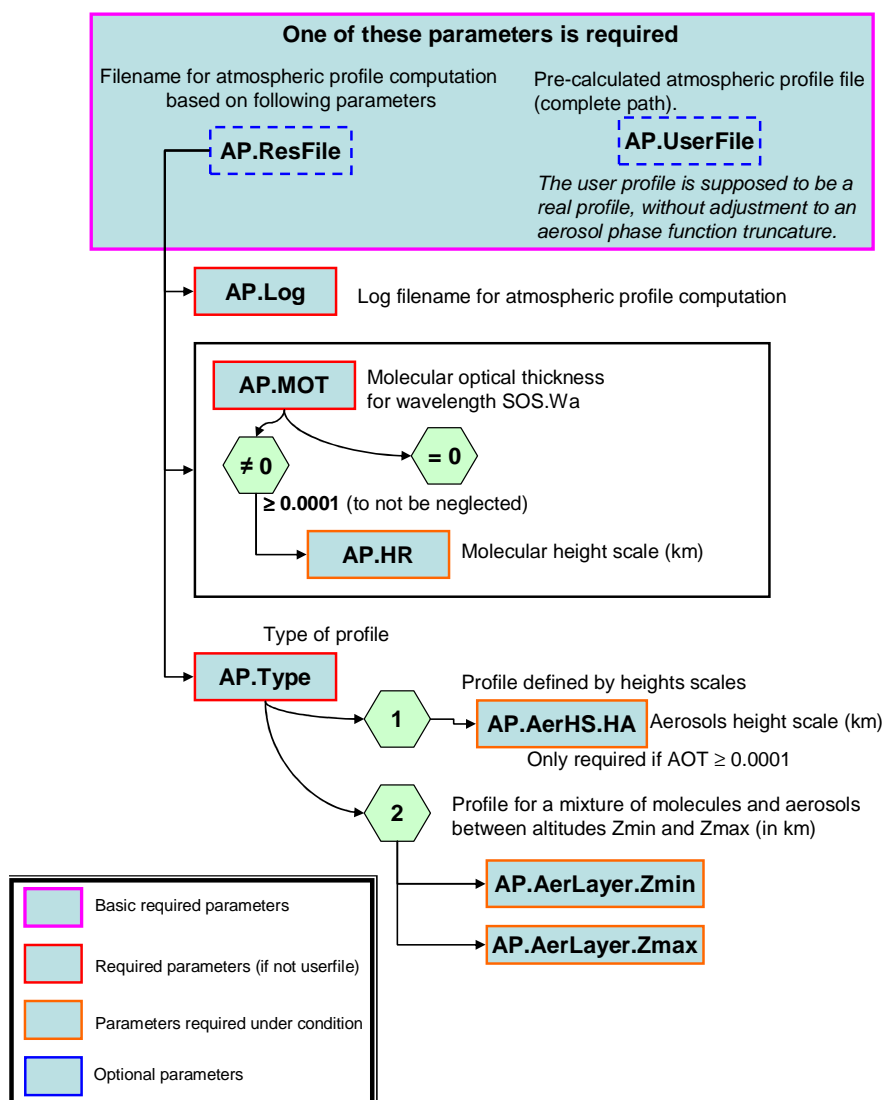 One of these parameters is required
Filename for atmospheric profile computation
based on following parameters
AP.ResFile
Pre-calculated atmospheric profile file
(complete path).
AP.UserFile
The user profile is supposed to be a
real profile, without adjustment to an
aerosol phase function truncature.
AP.Log
Log filename for atmospheric profile computation
AP.MOT
Molecular optical thickness
for wavelength SOS.Wa
≠ 0
= 0
≥ 0.0001 (to not be neglected)
AP.HR
Molecular height scale (km)
Type of profile
AP.Type
1
Profile defined by heights scales
AP.AerHS.HA
Aerosols height scale (km)
Only required if AOT ≥ 0.0001
2
Profile for a mixture of molecules and aerosols
between altitudes Zmin and Zmax (in km)
AP.AerLayer.Zmin
AP.AerLayer.Zmax
Basic required parameters
Required parameters (if not userfile)
Parameters required under condition
Optional parameters